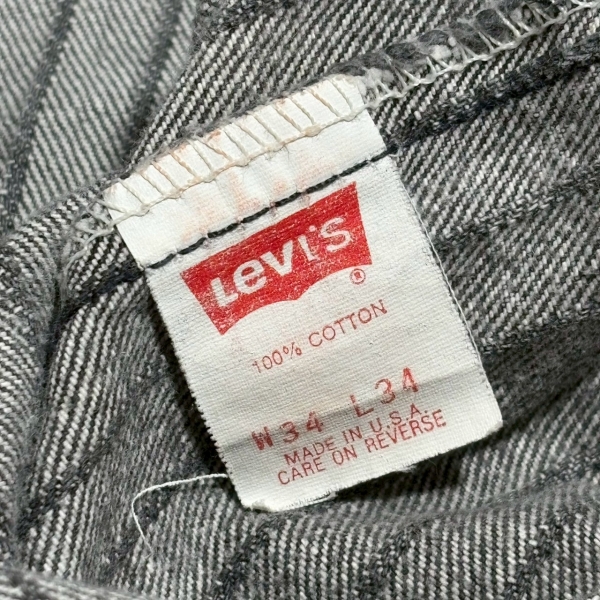 Levi's
®
100% COTTON
W34 L34
MADE IN U.S.A.
CARE ON REVERSE